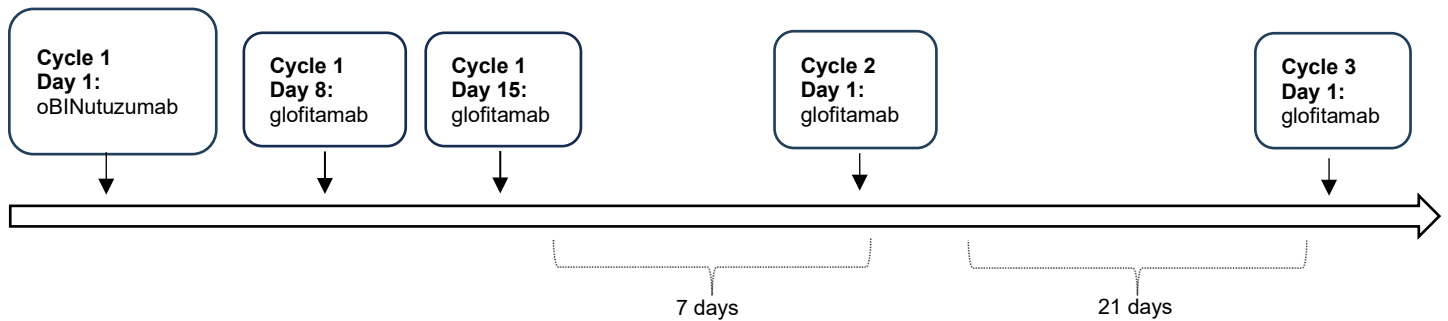 Cycle 1
Day 1:
oBINutuzumab
Cycle 1
Day 8:
glofitamab
Cycle 1
Day 15:
glofitamab
Cycle 2
Day 1:
glofitamab
Cycle 3
Day 1:
glofitamab
7 days
21 days